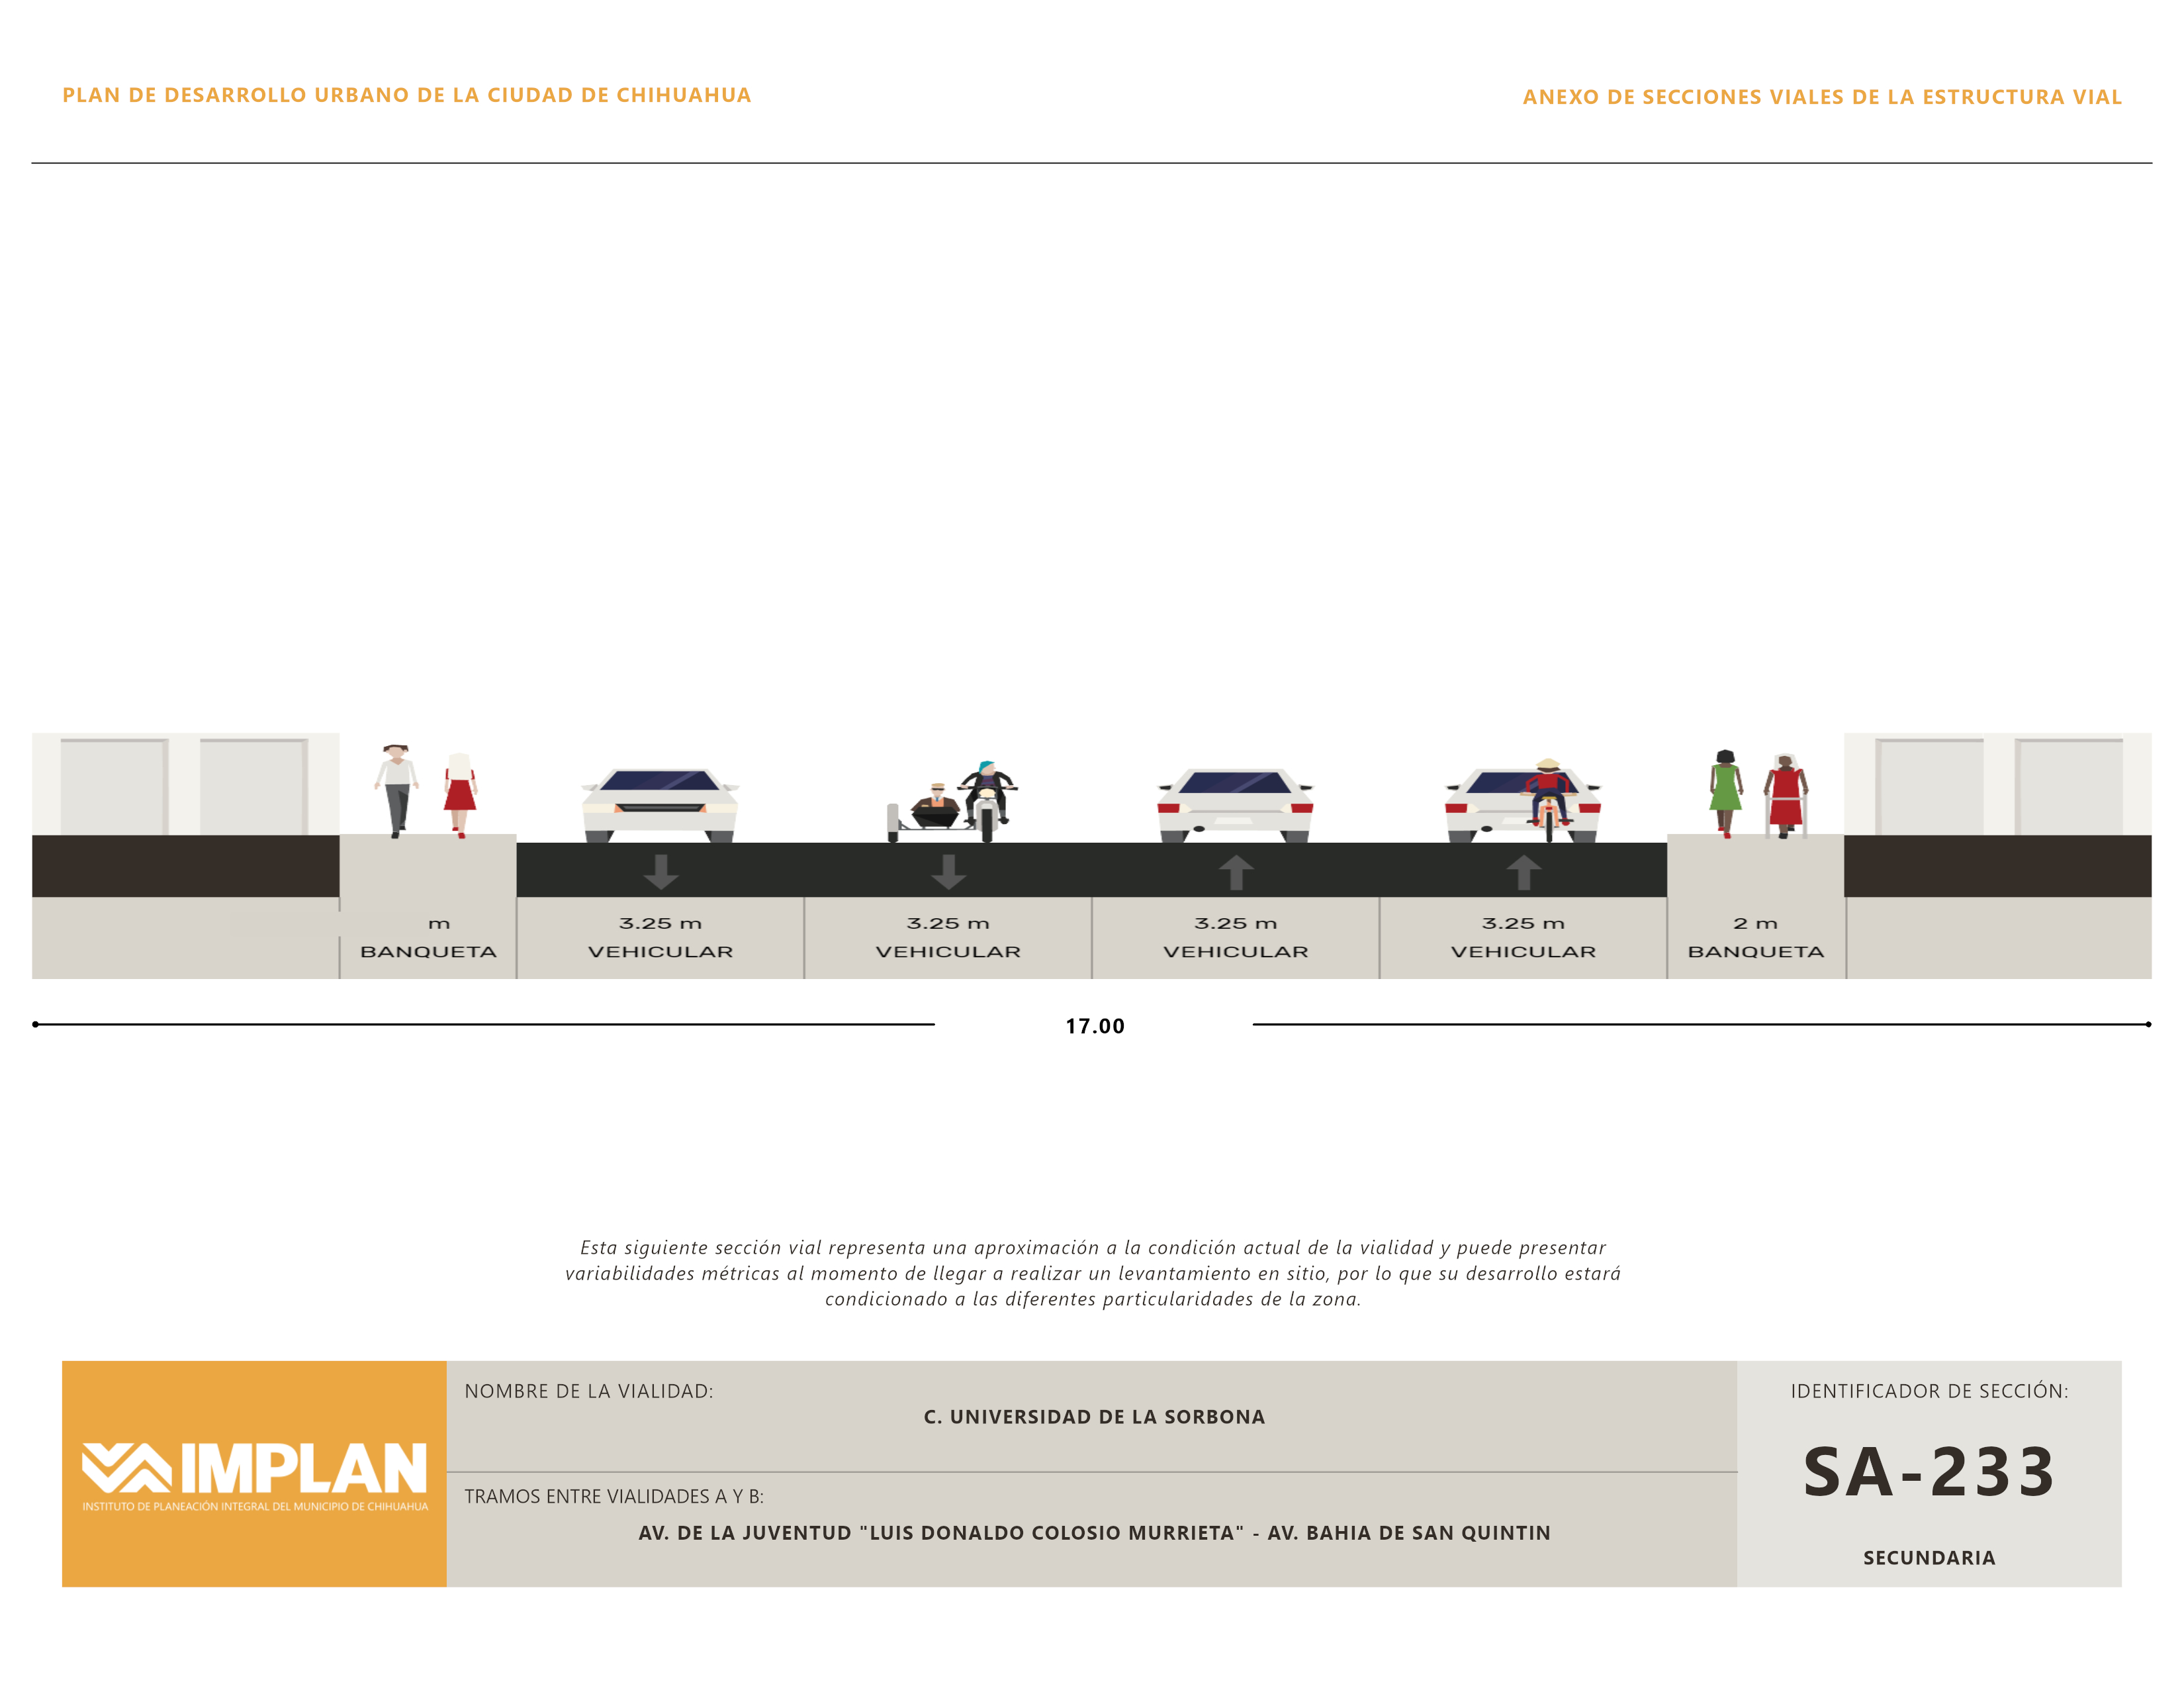 PLAN DE DESARROLLO URBANO DE LA CIUDAD DE CHIHUAHUA
ANEXO DE SECCIONES VIALES DE LA ESTRUCTURA VIAL
m
BANQUETA
3.25 m
VEHICULAR
3.25 m
VEHICULAR
3.25 m
VEHICULAR
3.25 m
VEHICULAR
2 m
BANQUETA
17.00
Esta siguiente sección vial representa una aproximación a la condición actual de la vialidad y puede presentar
variabilidades métricas al momento de llegar a realizar un levantamiento en sitio, por lo que su desarrollo estará
condicionado a las diferentes particularidades de la zona.
IMPLAN
INSTITUTO DE PLANEACIÓN INTEGRAL DEL MUNICIPIO DE CHIHUAHUA
NOMBRE DE LA VIALIDAD:
C. UNIVERSIDAD DE LA SORBONA
TRAMOS ENTRE VIALIDADES A Y B:
AV. DE LA JUVENTUD "LUIS DONALDO COLOSIO MURRIETA" - AV. BAHIA DE SAN QUINTIN
IDENTIFICADOR DE SECCIÓN:
SA-233
SECUNDARIA